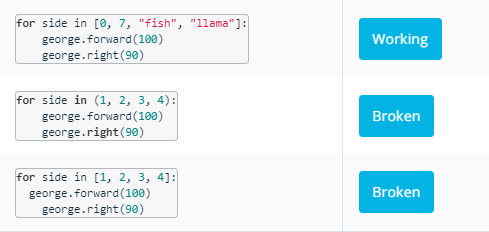 for side in [0, 7, "fish", "llama"]:
    george.forward(100)
    george.right(90)
Working
for side in (1, 2, 3, 4):
    george.forward(100)
    george.right(90)
Broken
for side in [1, 2, 3, 4]:
  george.forward(100)
    george.right(90)
Broken